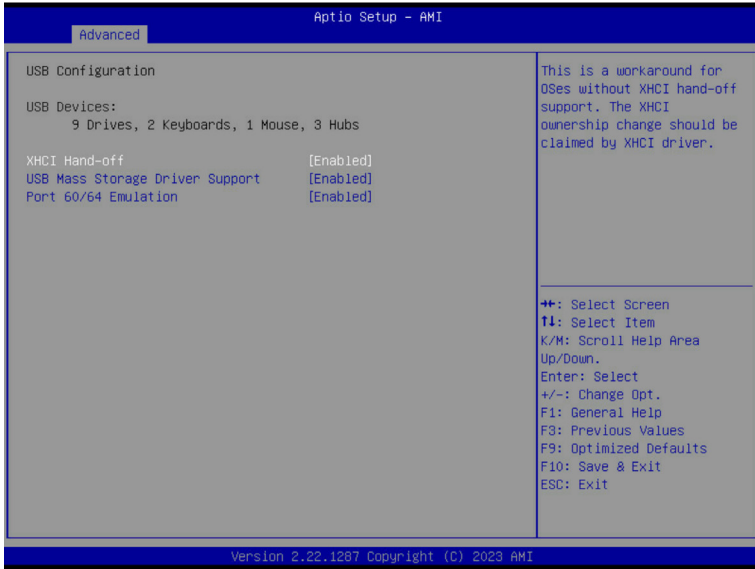 Aptio Setup – AMI
Advanced
USB Configuration
USB Devices:
9 Drives, 2 Keyboards, 1 Mouse, 3 Hubs
XHCI Hand-off [Enabled]
USB Mass Storage Driver Support [Enabled]
Port 60/64 Emulation [Enabled]
This is a workaround for
OSes without XHCI hand-off
support. The XHCI
ownership change should be
claimed by XHCI driver.
→←: Select Screen
↑↓: Select Item
K/M: Scroll Help Area
Up/Down.
Enter: Select
+/-: Change Opt.
F1: General Help
F3: Previous Values
F9: Optimized Defaults
F10: Save & Exit
ESC: Exit
Version 2.22.1287 Copyright (C) 2023 AMI